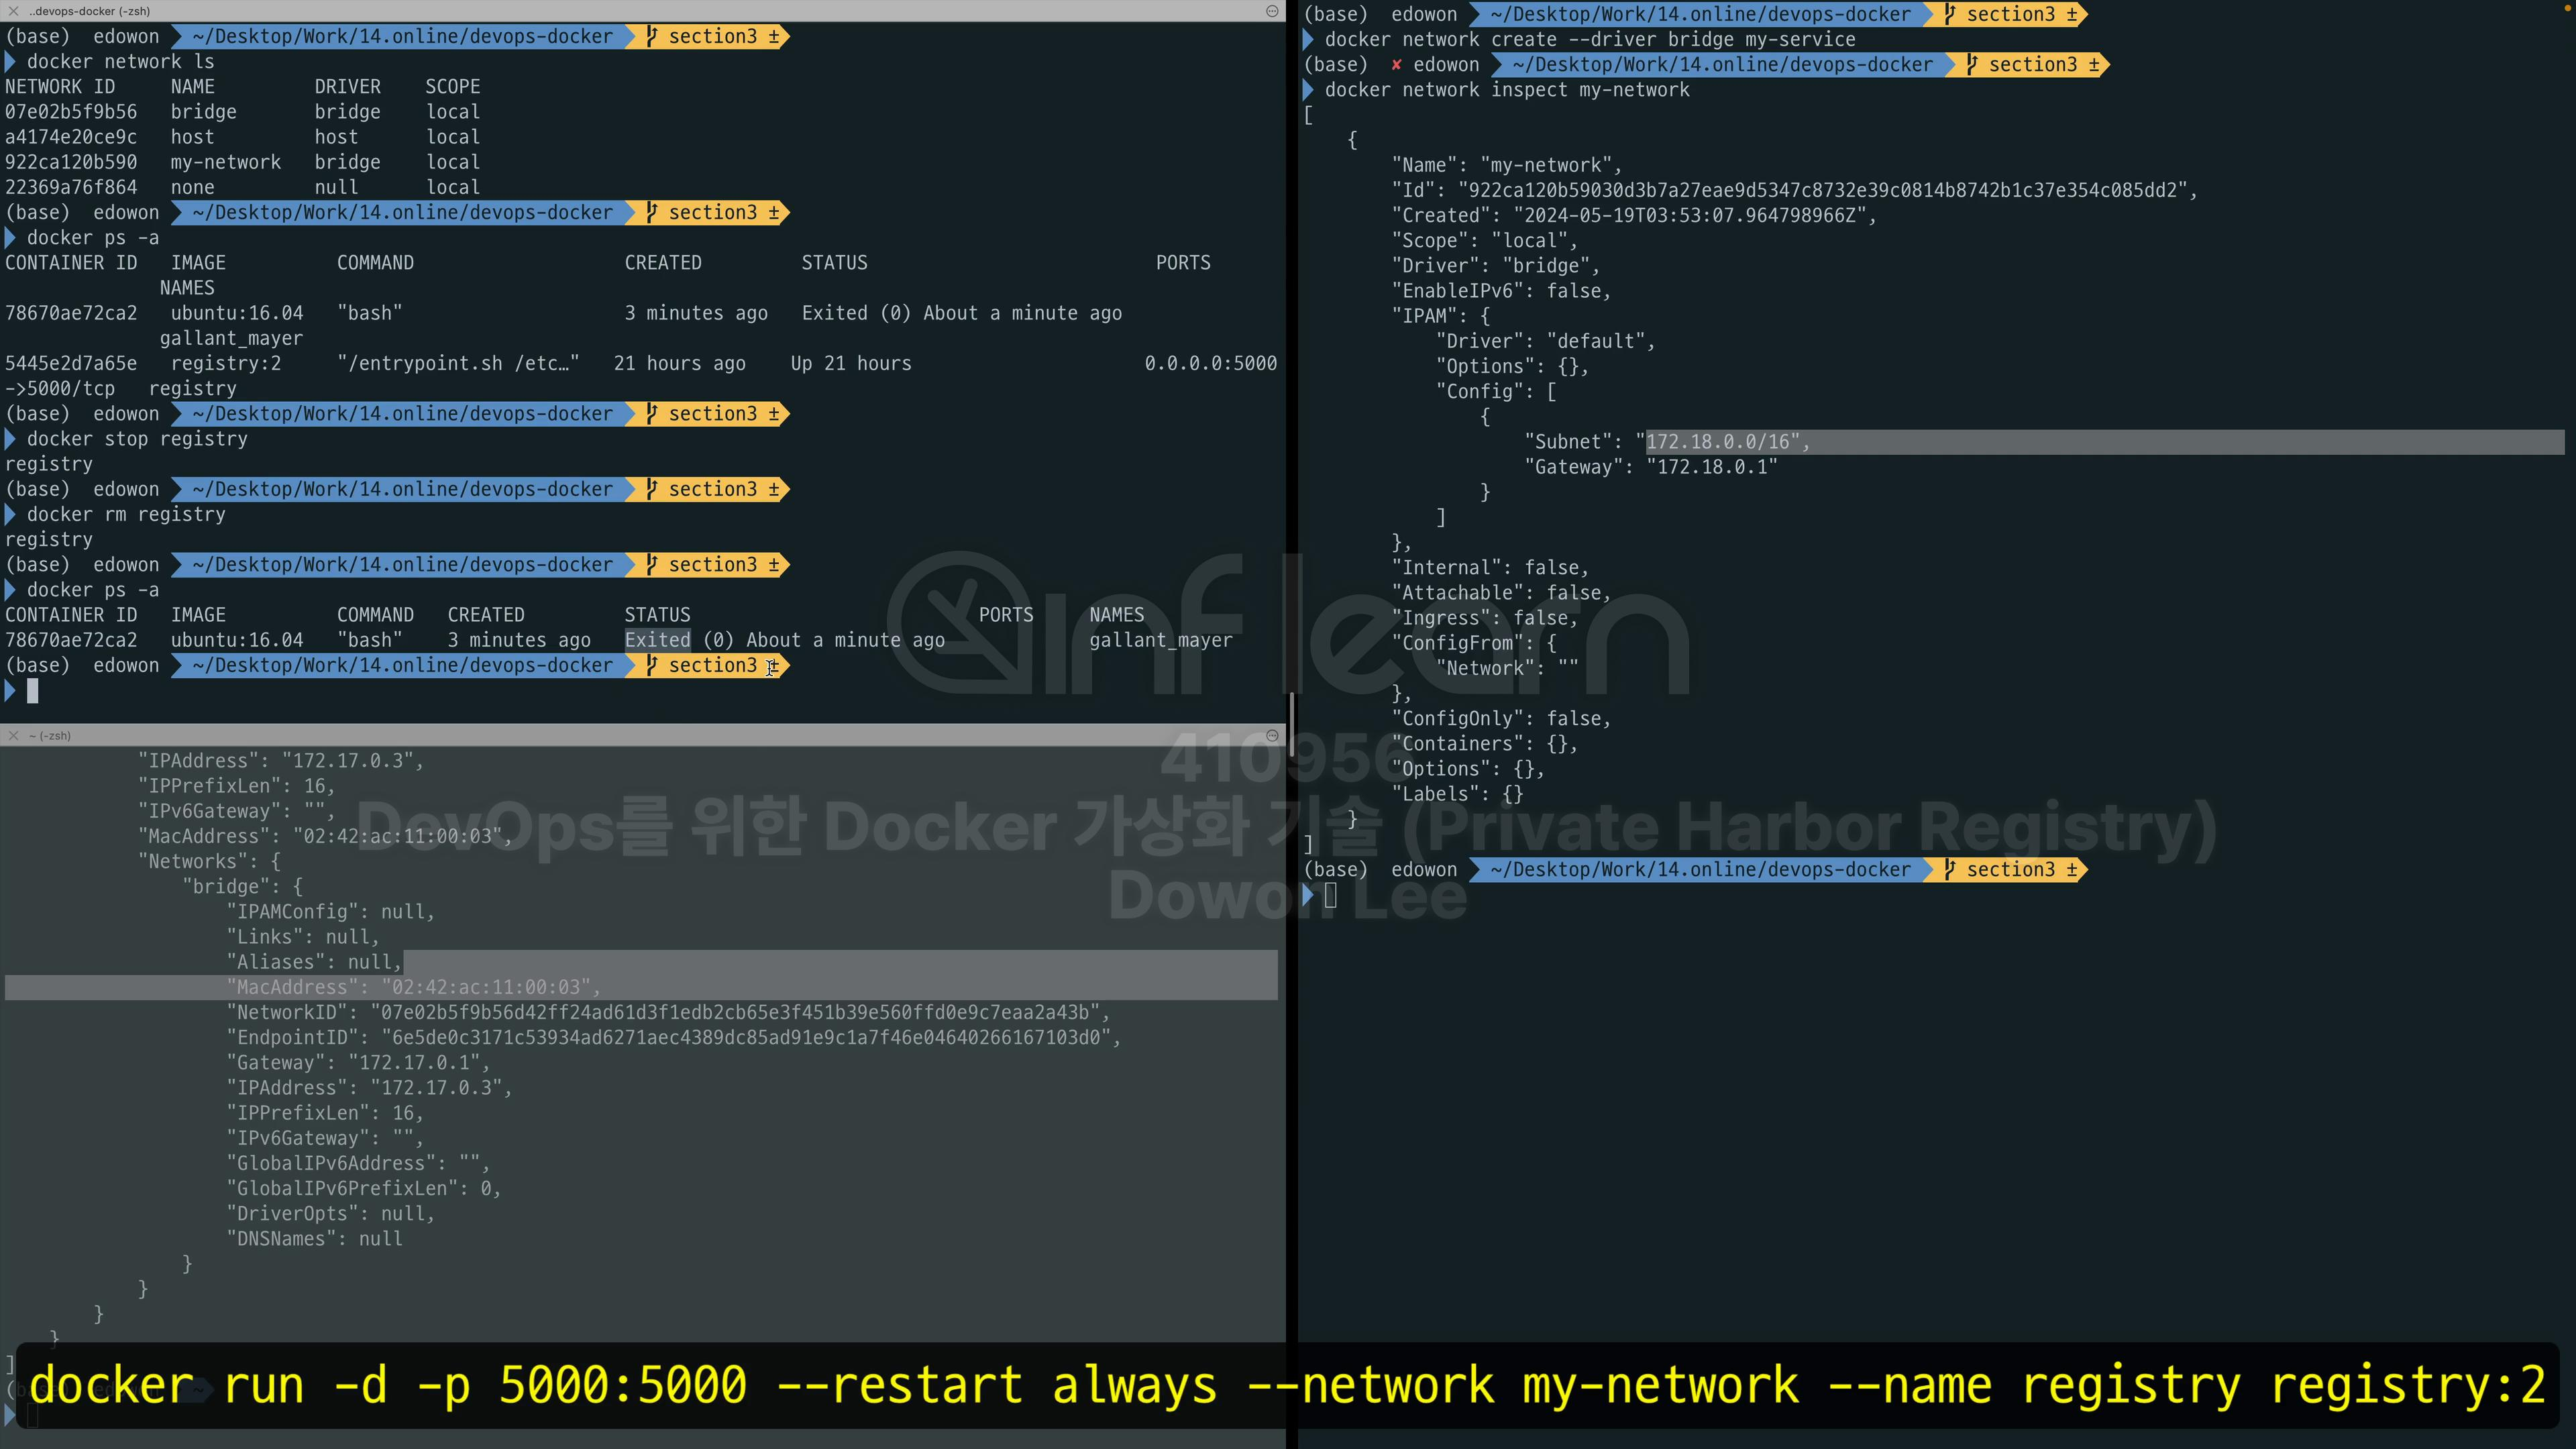 ..devops-docker (-zsh)
(base) edowon ~/Desktop/Work/14.online/devops-docker section3 ±
docker network ls
NETWORK ID NAME DRIVER SCOPE
07e02b5f9b56 bridge bridge local
a4174e20ce9c host host local
922ca120b590 my-network bridge local
22369a76f864 none null local
(base) edowon ~/Desktop/Work/14.online/devops-docker section3 ±
docker ps -a
CONTAINER ID IMAGE COMMAND CREATED STATUS PORTS
NAMES
78670ae72ca2 ubuntu:16.04 "bash" 3 minutes ago Exited (0) About a minute ago
gallant_mayer
5445e2d7a65e registry:2 "/entrypoint.sh /etc…" 21 hours ago Up 21 hours 0.0.0.0:5000
->5000/tcp registry
(base) edowon ~/Desktop/Work/14.online/devops-docker section3 ±
docker stop registry
registry
(base) edowon ~/Desktop/Work/14.online/devops-docker section3 ±
docker rm registry
registry
(base) edowon ~/Desktop/Work/14.online/devops-docker section3 ±
docker ps -a
CONTAINER ID IMAGE COMMAND CREATED STATUS PORTS NAMES
78670ae72ca2 ubuntu:16.04 "bash" 3 minutes ago Exited (0) About a minute ago gallant_mayer
(base) edowon ~/Desktop/Work/14.online/devops-docker section3 ±
~ (-zsh)
"IPAddress": "172.17.0.3",
"IPPrefixLen": 16,
"IPv6Gateway": "",
"MacAddress": "02:42:ac:11:00:03",
"Networks": {
"bridge": {
"IPAMConfig": null,
"Links": null,
"Aliases": null,
"MacAddress": "02:42:ac:11:00:03",
"NetworkID": "07e02b5f9b56d42ff24ad61d3f1edb2cb65e3f451b39e560ffd0e9c7eaa2a43b",
"EndpointID": "6e5de0c3171c53934ad6271aec4389dc85ad91e9c1a7f46e04640266167103d0",
"Gateway": "172.17.0.1",
"IPAddress": "172.17.0.3",
"IPPrefixLen": 16,
"IPv6Gateway": "",
"GlobalIPv6Address": "",
"GlobalIPv6PrefixLen": 0,
"DriverOpts": null,
"DNSNames": null
}
}
}
}
]
(base) edowon ~/Desktop/Work/14.online/devops-docker section3 ±
docker network create --driver bridge my-service
(base) ✘ edowon ~/Desktop/Work/14.online/devops-docker section3 ±
docker network inspect my-network
[
{
"Name": "my-network",
"Id": "922ca120b59030d3b7a27eae9d5347c8732e39c0814b8742b1c37e354c085dd2",
"Created": "2024-05-19T03:53:07.964798966Z",
"Scope": "local",
"Driver": "bridge",
"EnableIPv6": false,
"IPAM": {
"Driver": "default",
"Options": {},
"Config": [
{
"Subnet": "172.18.0.0/16",
"Gateway": "172.18.0.1"
}
]
},
"Internal": false,
"Attachable": false,
"Ingress": false,
"ConfigFrom": {
"Network": ""
},
"ConfigOnly": false,
"Containers": {},
"Options": {},
"Labels": {}
}
]
(base) edowon ~/Desktop/Work/14.online/devops-docker section3 ±
inflearn
410956
DevOps를 위한 Docker 가상화 기술 (Private Harbor Registry)
Dowon Lee
docker run -d -p 5000:5000 --restart always --network my-network --name registry registry:2